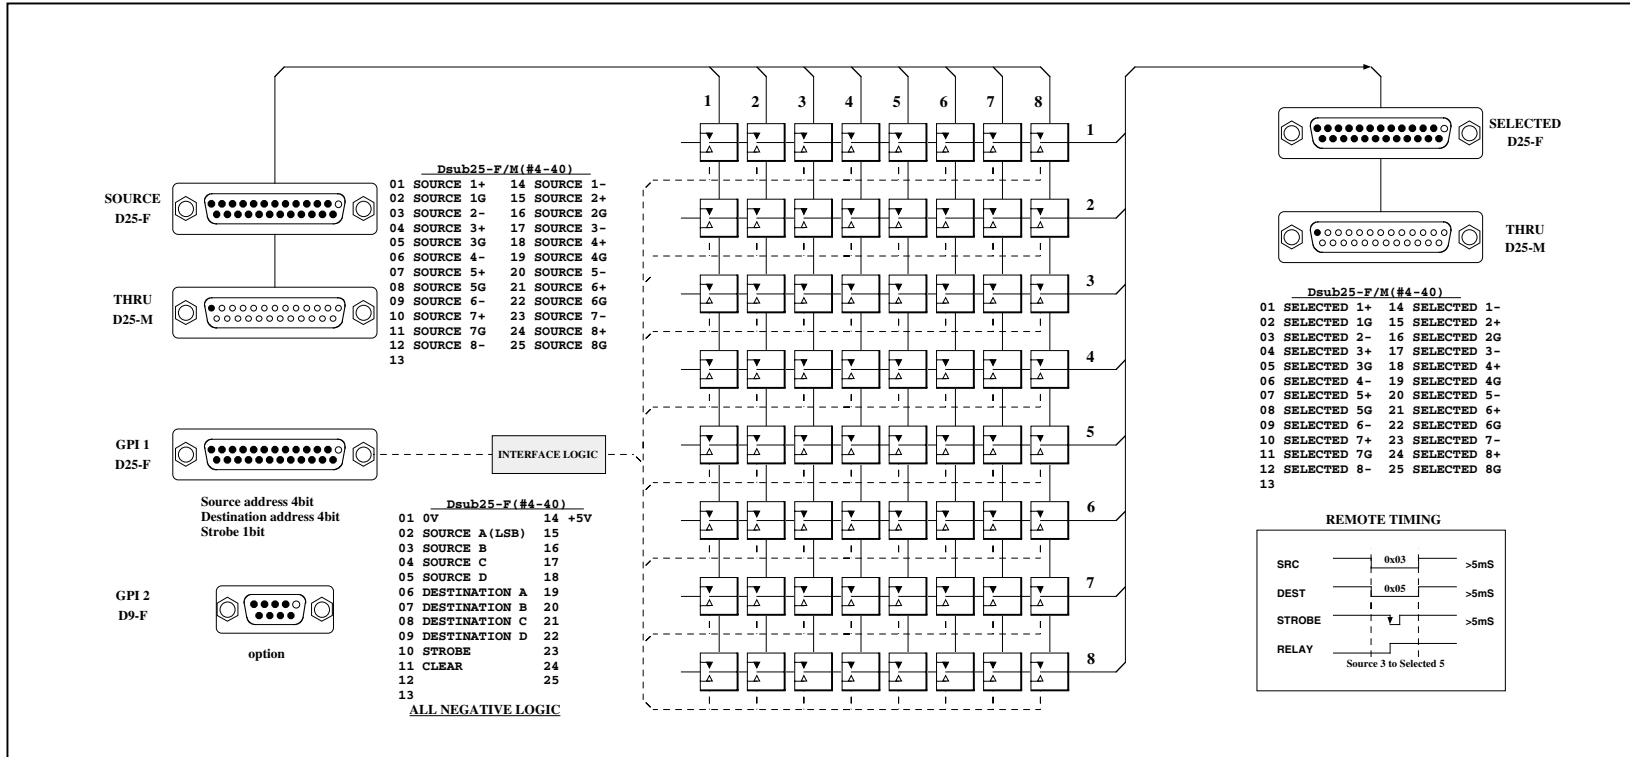 1 2 3 4 5 6 7 8
1
2
3
4
5
6
7
8
SOURCE
D25-F
THRU
D25-M
Dsub25-F/M(#4-40)
01 SOURCE 1+ 14 SOURCE 1-
02 SOURCE 1G 15 SOURCE 2+
03 SOURCE 2- 16 SOURCE 2G
04 SOURCE 3+ 17 SOURCE 3-
05 SOURCE 3G 18 SOURCE 4+
06 SOURCE 4- 19 SOURCE 4G
07 SOURCE 5+ 20 SOURCE 5-
08 SOURCE 5G 21 SOURCE 6+
09 SOURCE 6- 22 SOURCE 6G
10 SOURCE 7+ 23 SOURCE 7-
11 SOURCE 7G 24 SOURCE 8+
12 SOURCE 8- 25 SOURCE 8G
13
GPI 1
D25-F
INTERFACE LOGIC
Source address 4bit
Destination address 4bit
Strobe 1bit
GPI 2
D9-F
option
Dsub25-F(#4-40)
01 0V 14 +5V
02 SOURCE A(LSB) 15
03 SOURCE B 16
04 SOURCE C 17
05 SOURCE D 18
06 DESTINATION A 19
07 DESTINATION B 20
08 DESTINATION C 21
09 DESTINATION D 22
10 STROBE 23
11 CLEAR 24
12 25
13
ALL NEGATIVE LOGIC
SELECTED
D25-F
THRU
D25-M
Dsub25-F/M(#4-40)
01 SELECTED 1+ 14 SELECTED 1-
02 SELECTED 1G 15 SELECTED 2+
03 SELECTED 2- 16 SELECTED 2G
04 SELECTED 3+ 17 SELECTED 3-
05 SELECTED 3G 18 SELECTED 4+
06 SELECTED 4- 19 SELECTED 4G
07 SELECTED 5+ 20 SELECTED 5-
08 SELECTED 5G 21 SELECTED 6+
09 SELECTED 6- 22 SELECTED 6G
10 SELECTED 7+ 23 SELECTED 7-
11 SELECTED 7G 24 SELECTED 8+
12 SELECTED 8- 25 SELECTED 8G
13
REMOTE TIMING
SRC 0x03 >5mS
DEST 0x05 >5mS
STROBE >5mS
RELAY
Source 3 to Selected 5